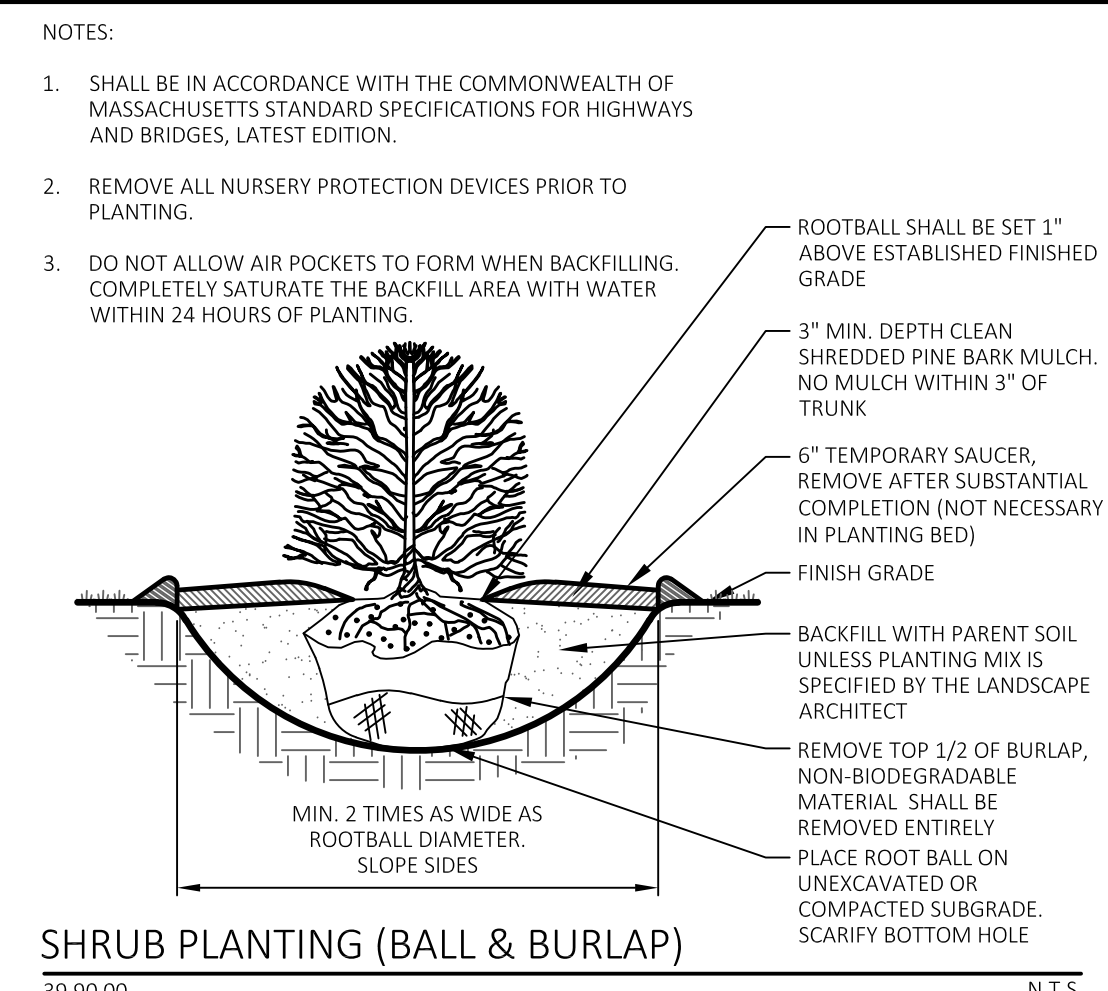 NOTES:
1. SHALL BE IN ACCORDANCE WITH THE COMMONWEALTH OF
MASSACHUSETTS STANDARD SPECIFICATIONS FOR HIGHWAYS
AND BRIDGES, LATEST EDITION.
2. REMOVE ALL NURSERY PROTECTION DEVICES PRIOR TO
PLANTING.
3. DO NOT ALLOW AIR POCKETS TO FORM WHEN BACKFILLING.
COMPLETELY SATURATE THE BACKFILL AREA WITH WATER
WITHIN 24 HOURS OF PLANTING.
ROOTBALL SHALL BE SET 1"
ABOVE ESTABLISHED FINISHED
GRADE
3" MIN. DEPTH CLEAN
SHREDDED PINE BARK MULCH.
NO MULCH WITHIN 3" OF
TRUNK
6" TEMPORARY SAUCER,
REMOVE AFTER SUBSTANTIAL
COMPLETION (NOT NECESSARY
IN PLANTING BED)
FINISH GRADE
BACKFILL WITH PARENT SOIL
UNLESS PLANTING MIX IS
SPECIFIED BY THE LANDSCAPE
ARCHITECT
REMOVE TOP 1/2 OF BURLAP,
NON-BIODEGRADABLE
MATERIAL SHALL BE
REMOVED ENTIRELY
PLACE ROOT BALL ON
UNEXCAVATED OR
COMPACTED SUBGRADE.
SCARIFY BOTTOM HOLE
MIN. 2 TIMES AS WIDE AS
ROOTBALL DIAMETER.
SLOPE SIDES
SHRUB PLANTING (BALL & BURLAP)
39.90.00
N.T.S.